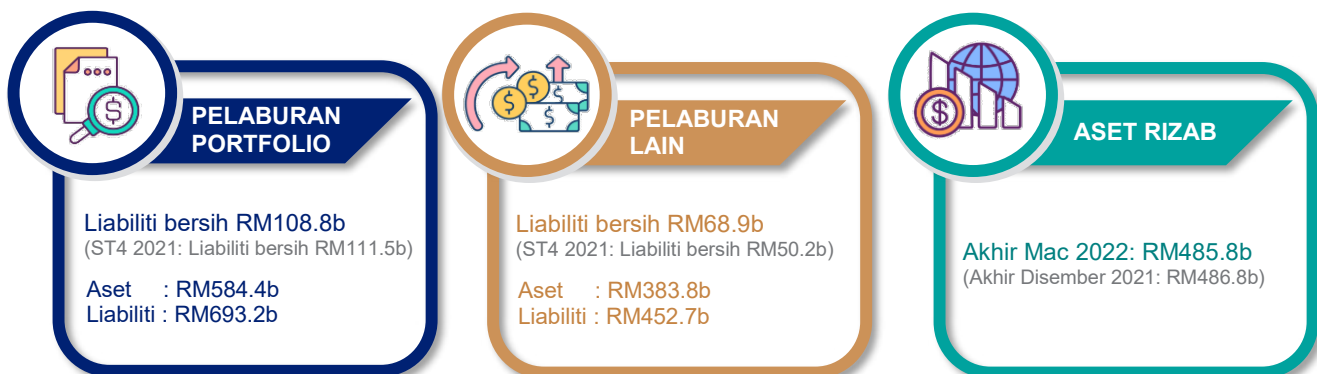 PELABURAN
PORTFOLIO
Liabiliti bersih RM108.8b
(ST4 2021: Liabiliti bersih RM111.5b)
Aset : RM584.4b
Liabiliti : RM693.2b
PELABURAN
LAIN
Liabiliti bersih RM68.9b
(ST4 2021: Liabiliti bersih RM50.2b)
Aset : RM383.8b
Liabiliti : RM452.7b
ASET RIZAB
Akhir Mac 2022: RM485.8b
(Akhir Disember 2021: RM486.8b)